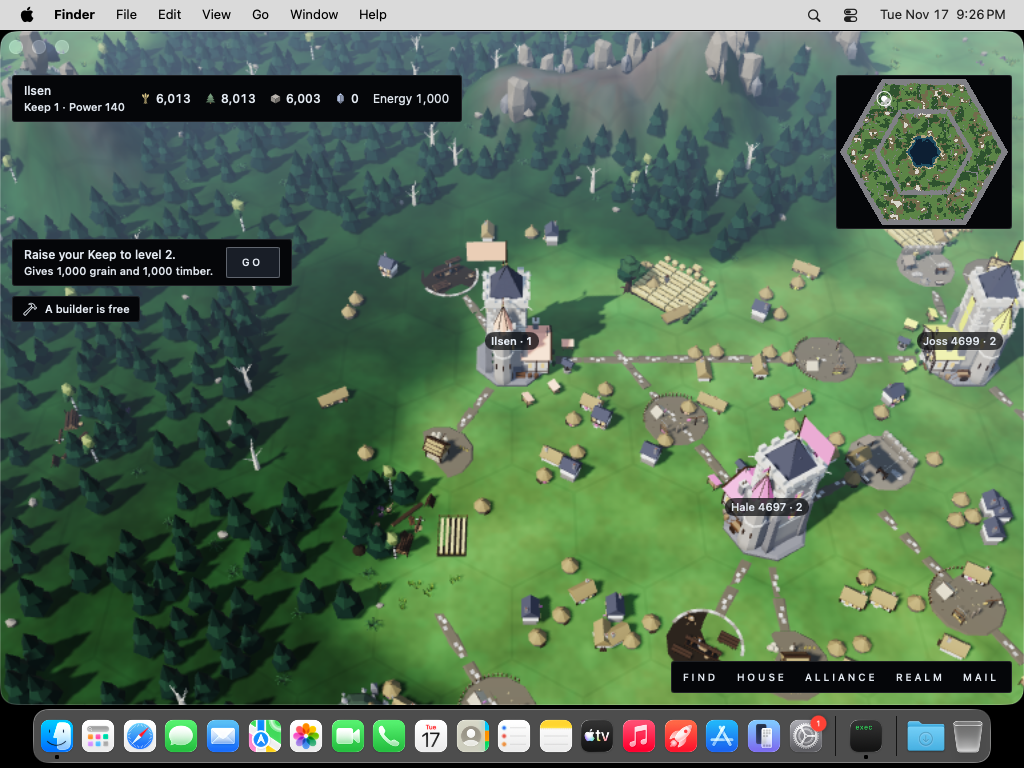 Finder File Edit View Go Window Help
Tue Nov 17 9:26 PM
Ilsen
Keep 1 · Power 140
6,013 8,013 6,003 0 Energy 1,000
Raise your Keep to level 2.
Gives 1,000 grain and 1,000 timber.
GO
A builder is free
Ilsen · 1
Joss 4699 · 2
Hale 4697 · 2
FIND HOUSE ALLIANCE REALM MAIL
Tue
17
tv
1
exec